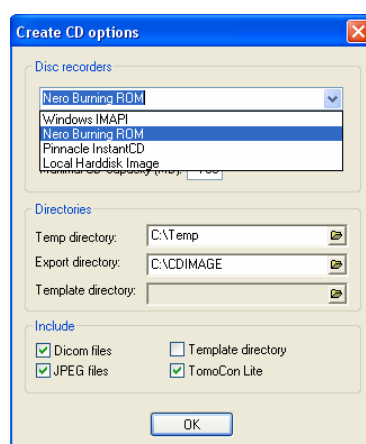 Create CD options
Disc recorders
Nero Burning ROM
Windows IMAPI
Nero Burning ROM
Pinnacle InstantCD
Local Harddisk Image
Directories
Temp directory: C:\Temp
Export directory: C:\CDIMAGE
Template directory:
Include
Dicom files Template directory
JPEG files TomoCon Lite
OK